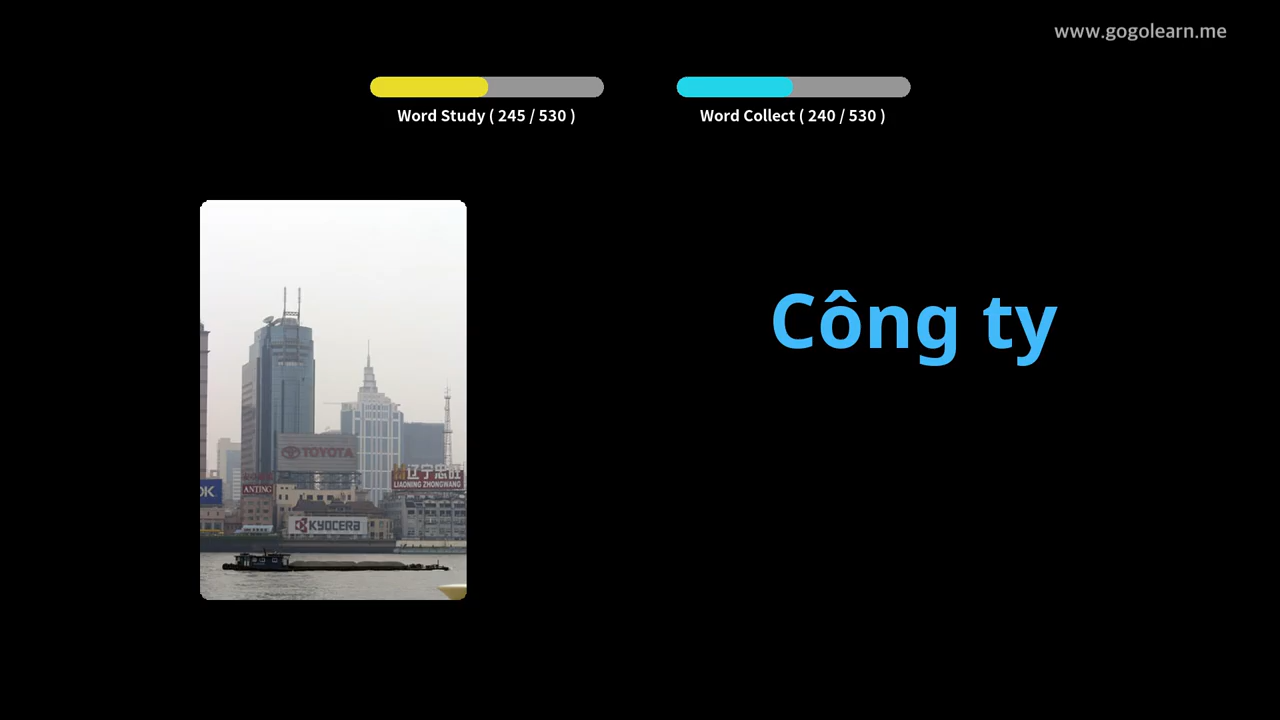 www.gogolearn.me
Word Study ( 245 / 530 )
Word Collect ( 240 / 530 )
Công ty
TOYOTA
辽宁忠旺
LIAONING ZHONGWANG
ANTING
OK
KYOCERA